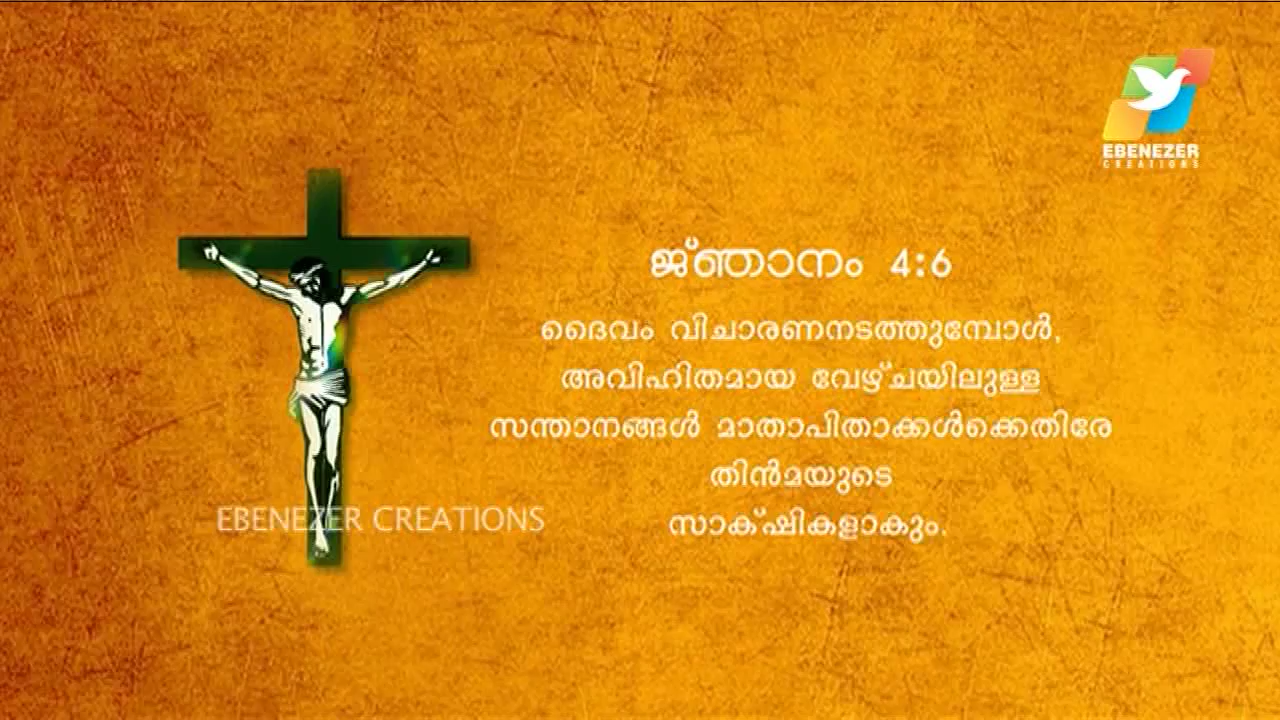 EBENEZER
CREATIONS
ജ്ഞാനം 4:6
ദൈവം വിചാരണനടത്തുമ്പോൾ,
അവിഹിതമായ വേഴ്ചയിലുള്ള
സന്താനങ്ങൾ മാതാപിതാക്കൾക്കെതിരേ
തിൻമയുടെ
സാക്ഷികളാകും.
EBENEZER CREATIONS